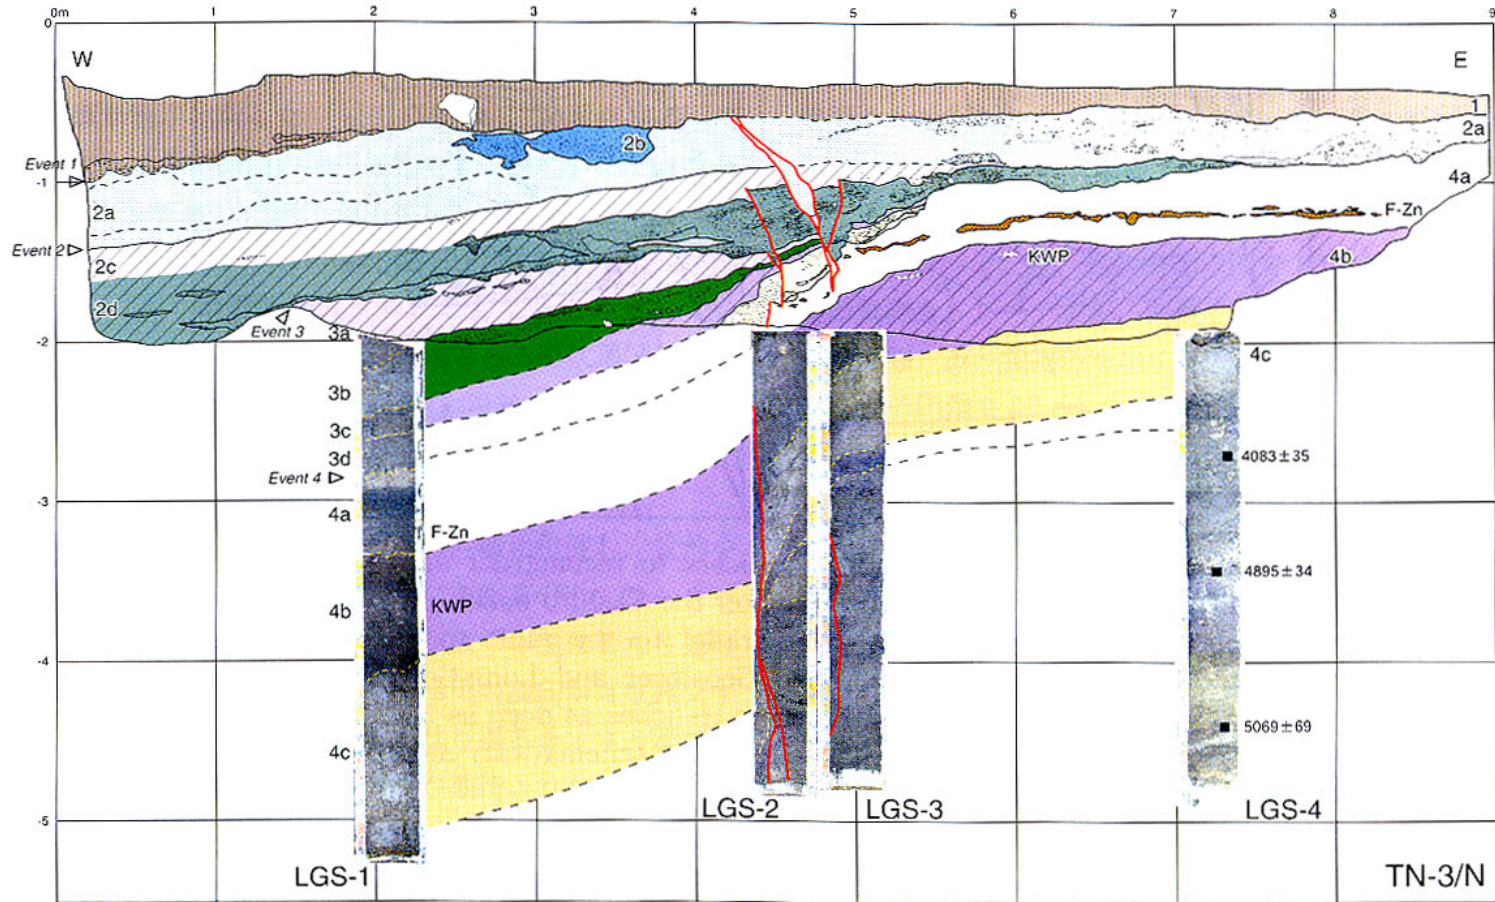 0m 1 2 3 4 5 6 7 8 9
0
W E
1
2a
2b
Event 1
-1
4a
2a
F-Zn
Event 2
2c
KWP
4b
2d
Event 3
3a
-2
4c
3b
3c
3d
4083±35
Event 4
-3
4a
F-Zn
4895±34
4b
KWP
-4
5069±69
4c
LGS-2
LGS-3
LGS-4
-5
LGS-1
TN-3/N